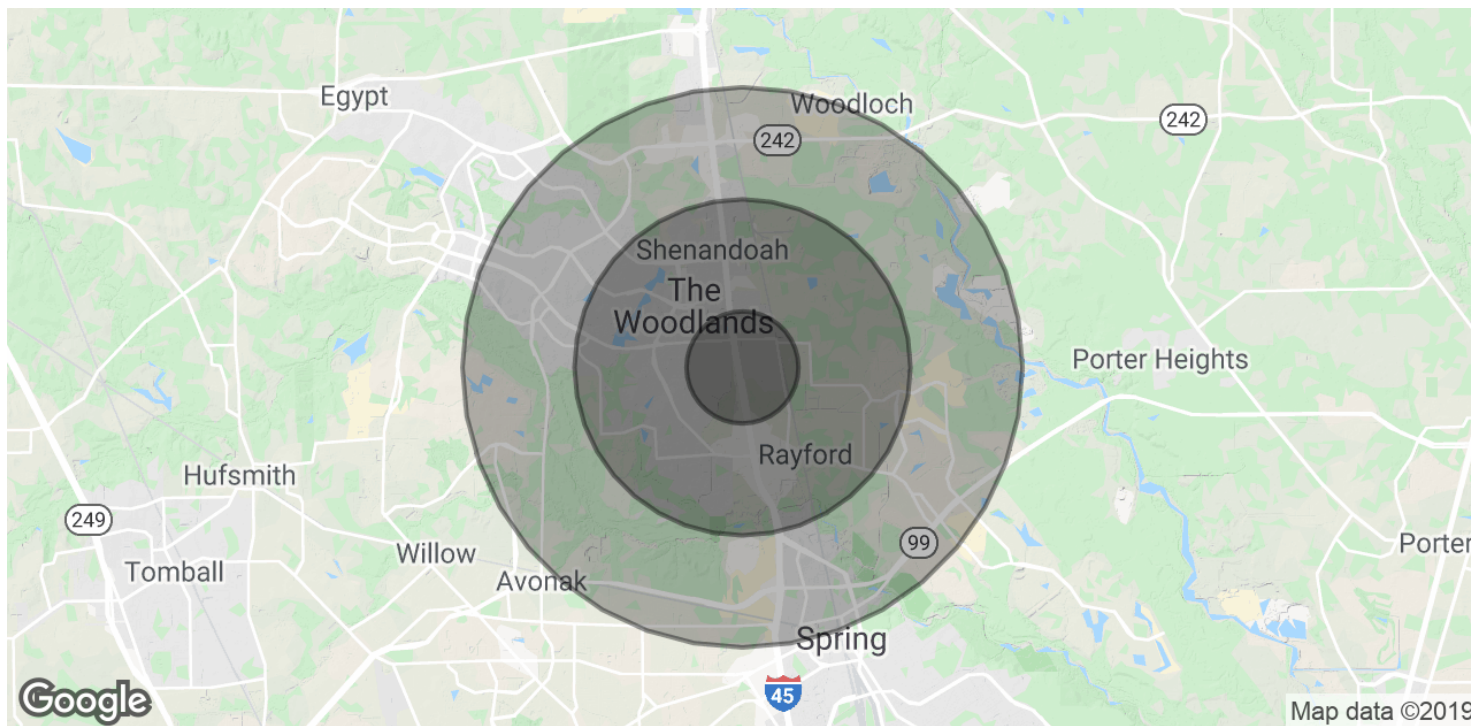 Egypt
Woodloch
242
242
Shenandoah
The
Woodlands
Porter Heights
Rayford
Hufsmith
249
99
Porter
Willow
Tomball
Avonak
Spring
45
Google
Map data ©2019